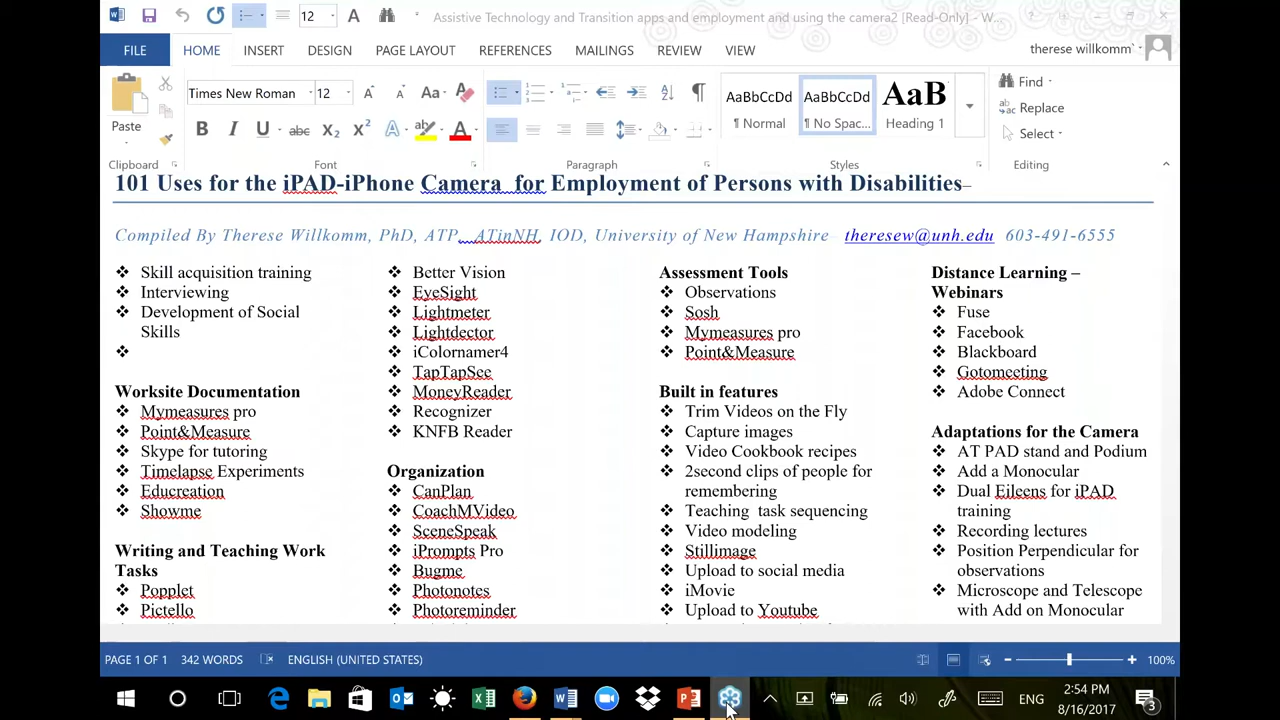 12
Assistive Technology and Transition apps and employment and using the camera2 [Read-Only] - W...
FILE HOME INSERT DESIGN PAGE LAYOUT REFERENCES MAILINGS REVIEW VIEW
therese willkomm`
Times New Roman 12
Paste
Aa
B I U abc X₂ X² A A
AaBbCcDd AaBbCcDd AaB
¶ Normal ¶ No Spac... Heading 1
Find
Replace
Select
Clipboard Font Paragraph Styles Editing
101 Uses for the iPAD-iPhone Camera for Employment of Persons with Disabilities–
Compiled By Therese Willkomm, PhD, ATP, ATinNH, IOD, University of New Hampshire theresew@unh.edu 603-491-6555
❖ Skill acquisition training
❖ Interviewing
❖ Development of Social
Skills
❖
Worksite Documentation
❖ Mymeasures pro
❖ Point&Measure
❖ Skype for tutoring
❖ Timelapse Experiments
❖ Educreation
❖ Showme
Writing and Teaching Work
Tasks
❖ Popplet
❖ Pictello
❖ Better Vision
❖ EyeSight
❖ Lightmeter
❖ Lightdector
❖ iColornamer4
❖ TapTapSee
❖ MoneyReader
❖ Recognizer
❖ KNFB Reader
Organization
❖ CanPlan
❖ CoachMVideo
❖ SceneSpeak
❖ iPrompts Pro
❖ Bugme
❖ Photonotes
❖ Photoreminder
Assessment Tools
❖ Observations
❖ Sosh
❖ Mymeasures pro
❖ Point&Measure
Built in features
❖ Trim Videos on the Fly
❖ Capture images
❖ Video Cookbook recipes
❖ 2second clips of people for
remembering
❖ Teaching task sequencing
❖ Video modeling
❖ Stillimage
❖ Upload to social media
❖ iMovie
❖ Upload to Youtube
Distance Learning –
Webinars
❖ Fuse
❖ Facebook
❖ Blackboard
❖ Gotomeeting
❖ Adobe Connect
Adaptations for the Camera
❖ AT PAD stand and Podium
❖ Add a Monocular
❖ Dual Eileens for iPAD
training
❖ Recording lectures
❖ Position Perpendicular for
observations
❖ Microscope and Telescope
with Add on Monocular
PAGE 1 OF 1 342 WORDS ENGLISH (UNITED STATES) 100%
ENG
2:54 PM
8/16/2017
3